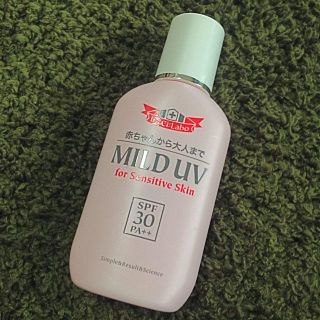 Dr.Ci:Labo
赤ちゃんから大人まで
MILD UV
for Sensitive Skin
SPF
30
PA++
Simple&Result&Science